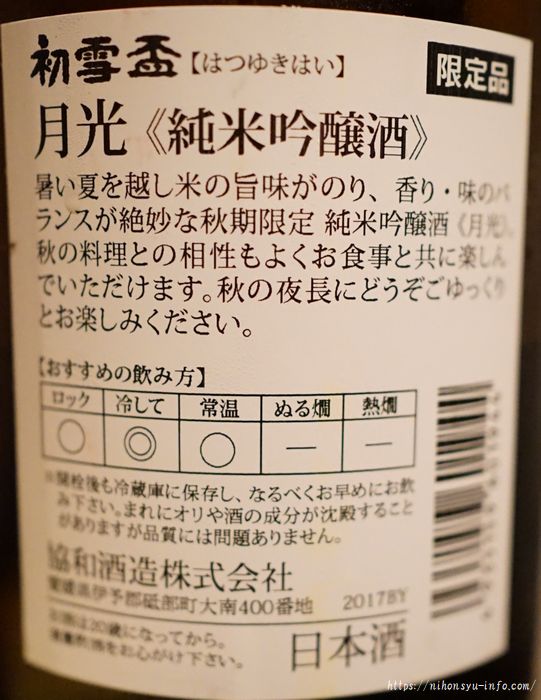 初雪盃【はつゆきはい】
限定品
月光《純米吟醸酒》
暑い夏を越し米の旨味がのり、香り・味のバ
ランスが絶妙な秋期限定 純米吟醸酒《月光》。
秋の料理との相性もよくお食事と共に楽しん
でいただけます。秋の夜長にどうぞごゆっくり
とお楽しみください。
【おすすめの飲み方】
ロック 冷して 常温 ぬる燗 熱燗
○ ◎ ○ ― ―
※開栓後も冷蔵庫に保存し、なるべくお早めにお飲
み下さい。まれにオリや酒の成分が沈殿すること
がありますが品質には問題ありません。
協和酒造株式会社
愛媛県伊予郡砥部町大南400番地 2017BY
お酒は20歳になってから。
適量飲酒をお心がけ下さい。
日本酒
https://nihonsyu-info.com/